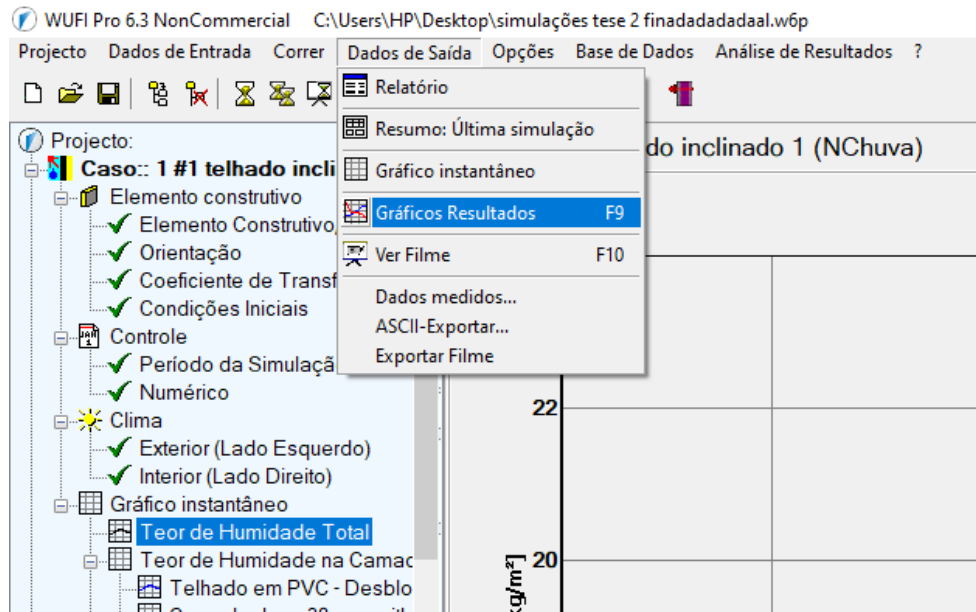 WUFI Pro 6.3 NonCommercial C:\Users\HP\Desktop\simulações tese 2 finadadadadaal.w6p
Projecto Dados de Entrada Correr Dados de Saída Opções Base de Dados Análise de Resultados ?
Relatório
Resumo: Última simulação
Gráfico instantâneo
Gráficos Resultados F9
Ver Filme F10
Dados medidos...
ASCII-Exportar...
Exportar Filme
Projecto:
Caso:: 1 #1 telhado incli
Elemento construtivo
Elemento Construtivo,
Orientação
Coeficiente de Transf
Condições Iniciais
Controle
Período da Simulaçã
Numérico
Clima
Exterior (Lado Esquerdo)
Interior (Lado Direito)
Gráfico instantâneo
Teor de Humidade Total
Teor de Humidade na Camac
Telhado em PVC - Desblo
do inclinado 1 (NChuva)
22
20
kg/m²]